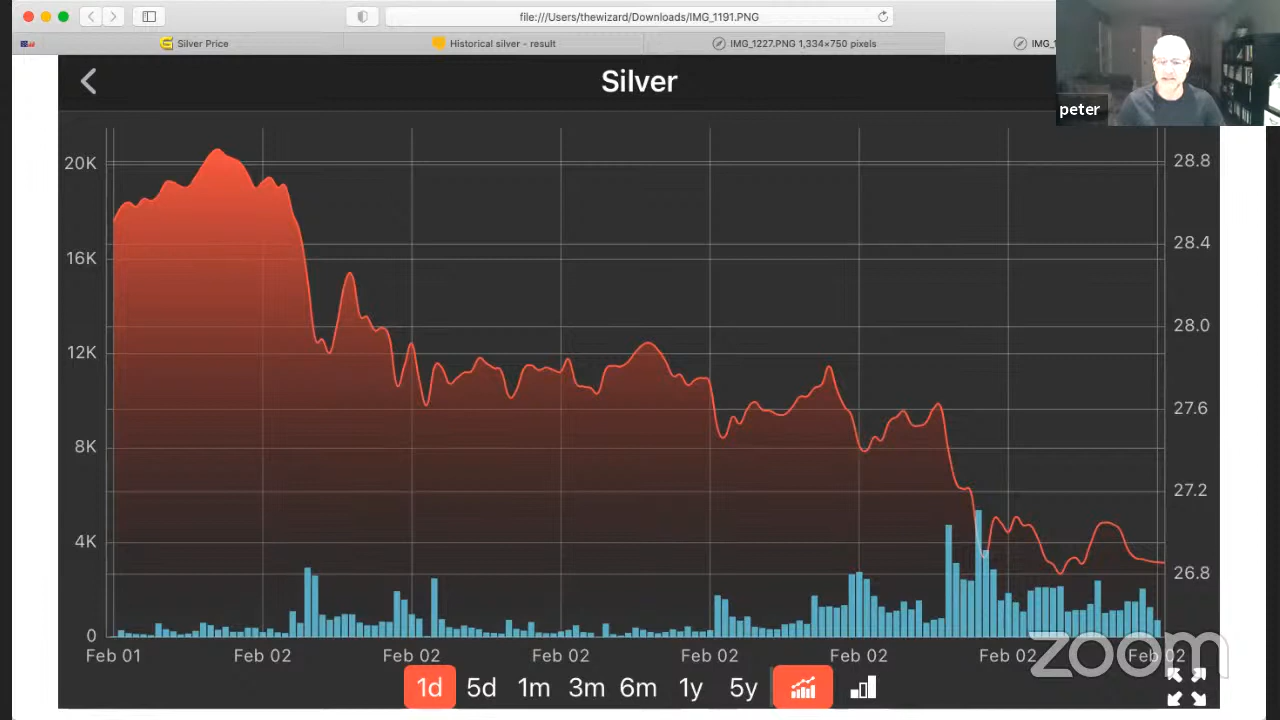 file:///Users/thewizard/Downloads/IMG_1191.PNG
Silver Price
Historical silver - result
IMG_1227.PNG 1,334×750 pixels
IMG_1
peter
Silver
20K
16K
12K
8K
4K
0
28.8
28.4
28.0
27.6
27.2
26.8
Feb 01 Feb 02 Feb 02 Feb 02 Feb 02 Feb 02 Feb 02 Feb 02
zoom
1d 5d 1m 3m 6m 1y 5y